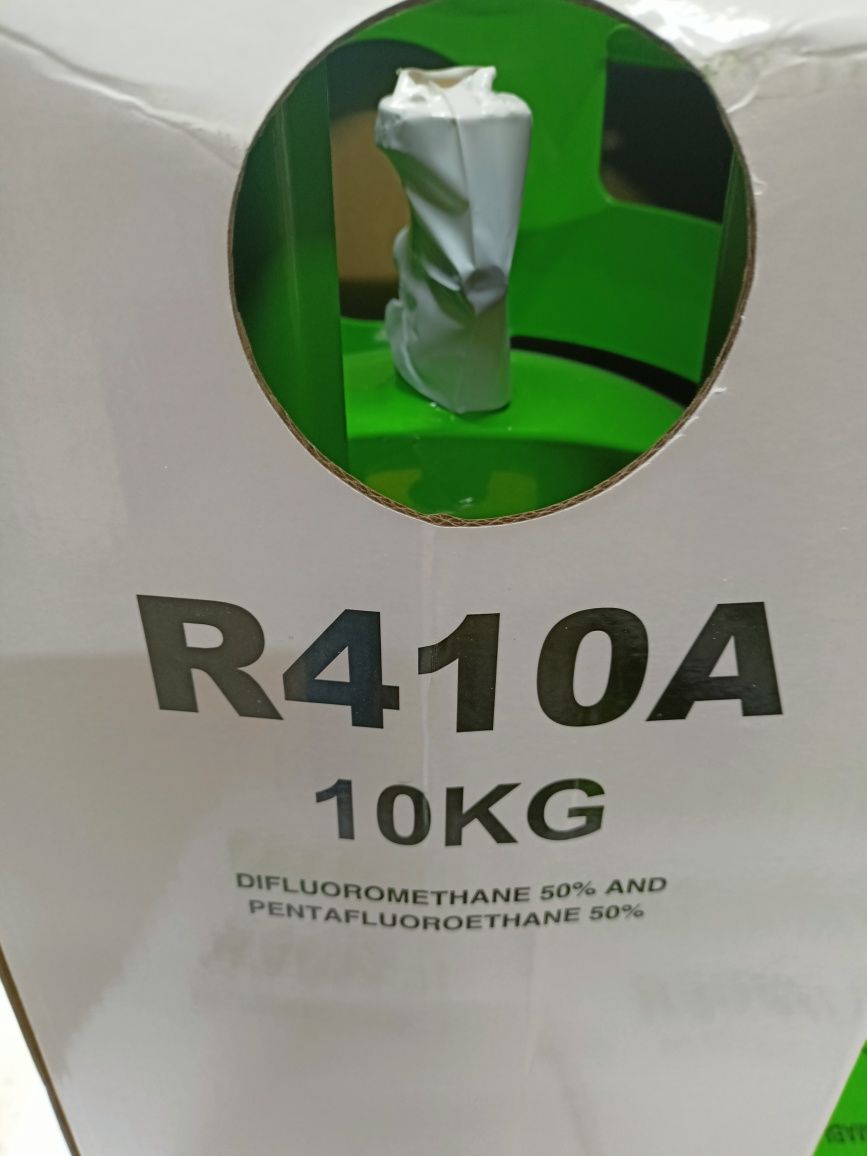 R410A
10KG
DIFLUOROMETHANE 50% AND
PENTAFLUOROETHANE 50%